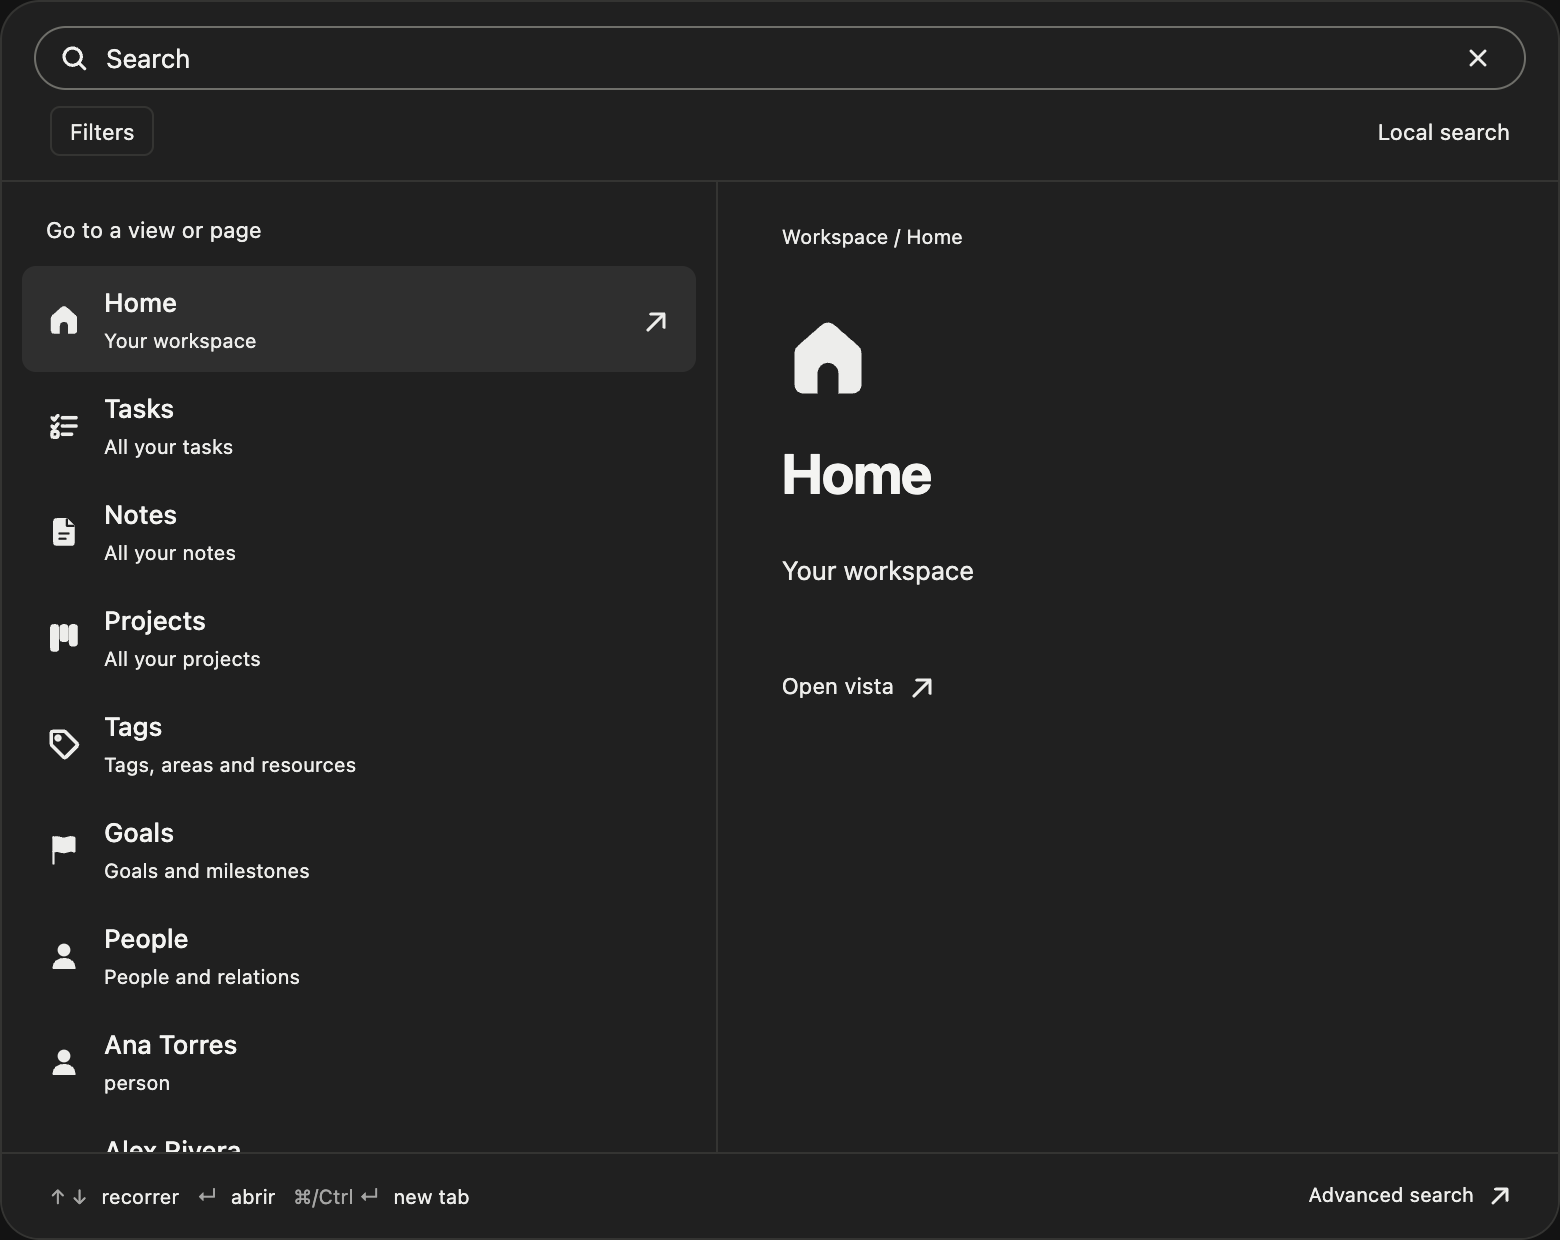 Search
Filters
Local search
Go to a view or page
Home
Your workspace
Tasks
All your tasks
Notes
All your notes
Projects
All your projects
Tags
Tags, areas and resources
Goals
Goals and milestones
People
People and relations
Ana Torres
person
Alex Rivera
Workspace / Home
Home
Your workspace
Open vista
↑ ↓ recorrer ↵ abrir ⌘/Ctrl ↵ new tab
Advanced search